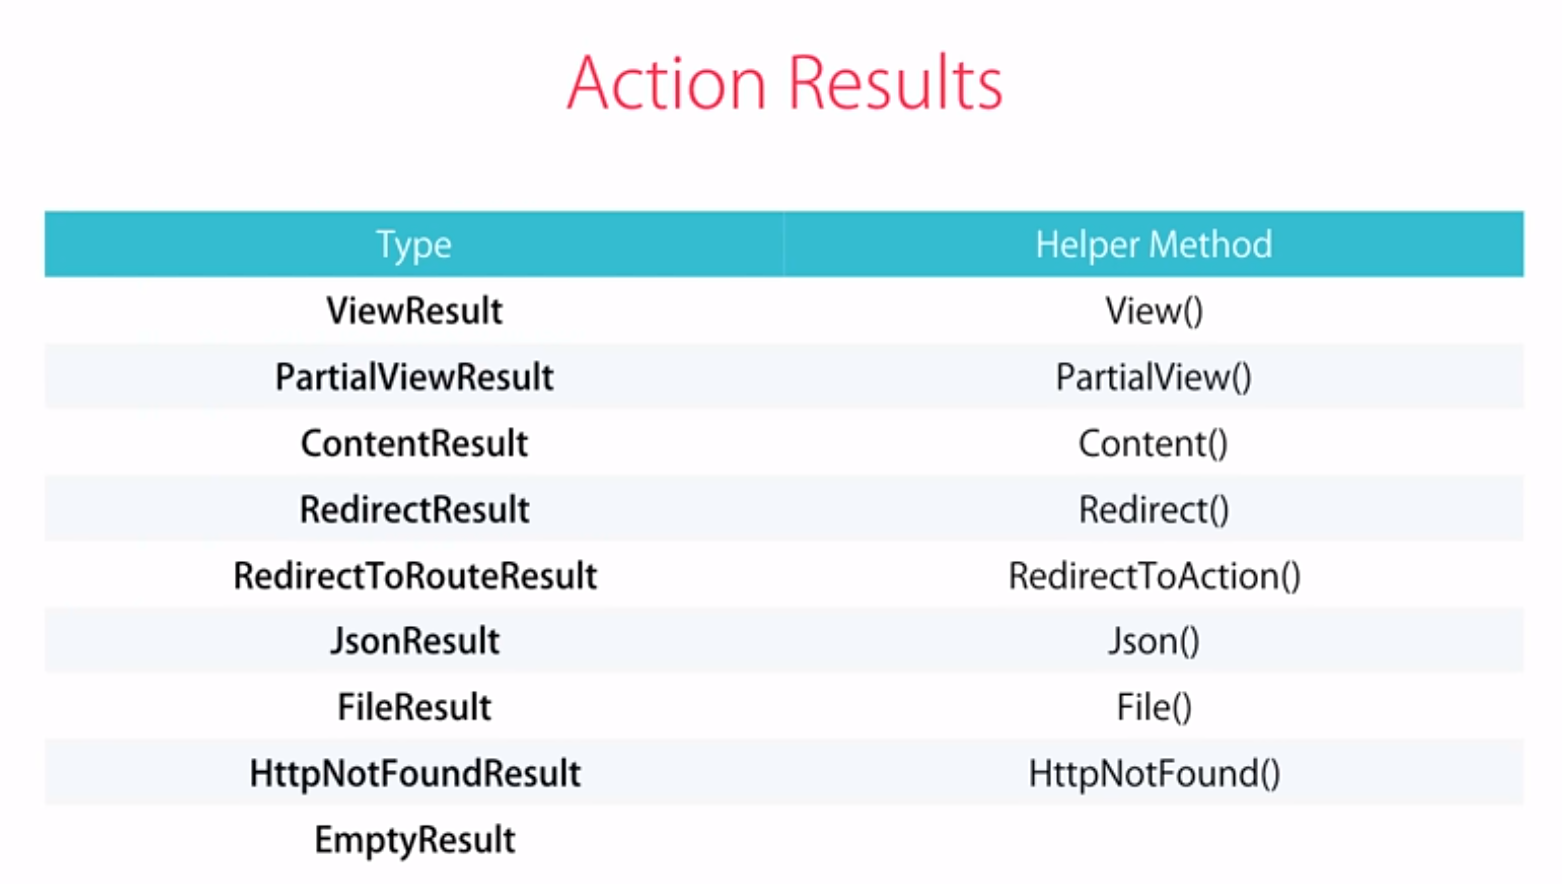 Action Results
Type Helper Method
ViewResult View()
PartialViewResult PartialView()
ContentResult Content()
RedirectResult Redirect()
RedirectToRouteResult RedirectToAction()
JsonResult Json()
FileResult File()
HttpNotFoundResult HttpNotFound()
EmptyResult